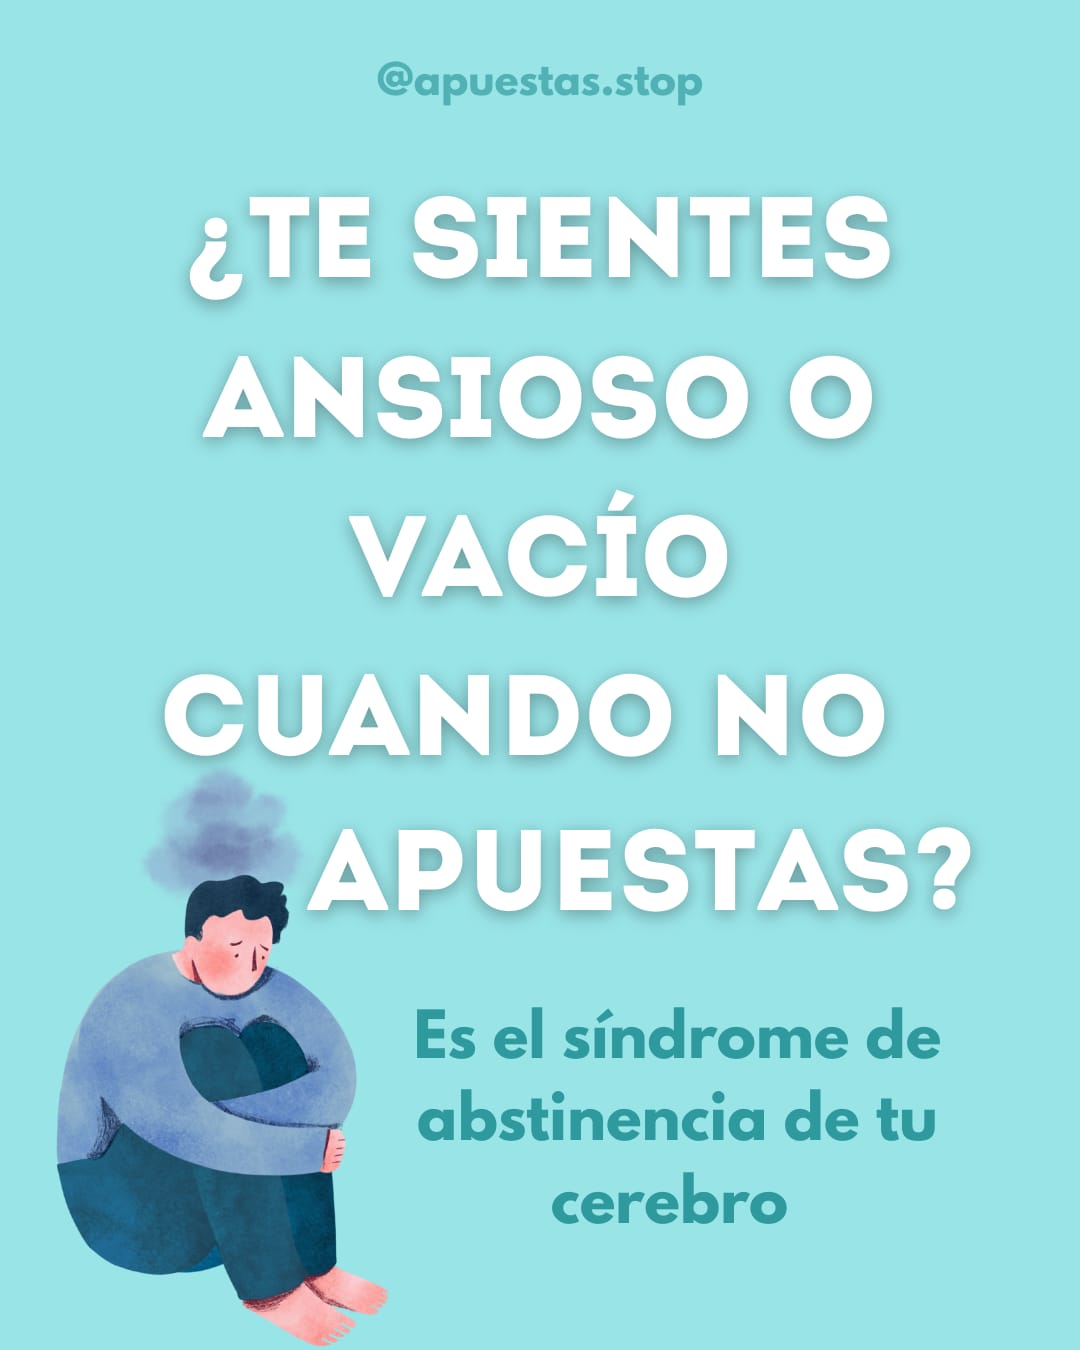 @apuestas.stop
¿TE SIENTES
ANSIOSO O
VACÍO
CUANDO NO
APUESTAS?
Es el síndrome de
abstinencia de tu
cerebro